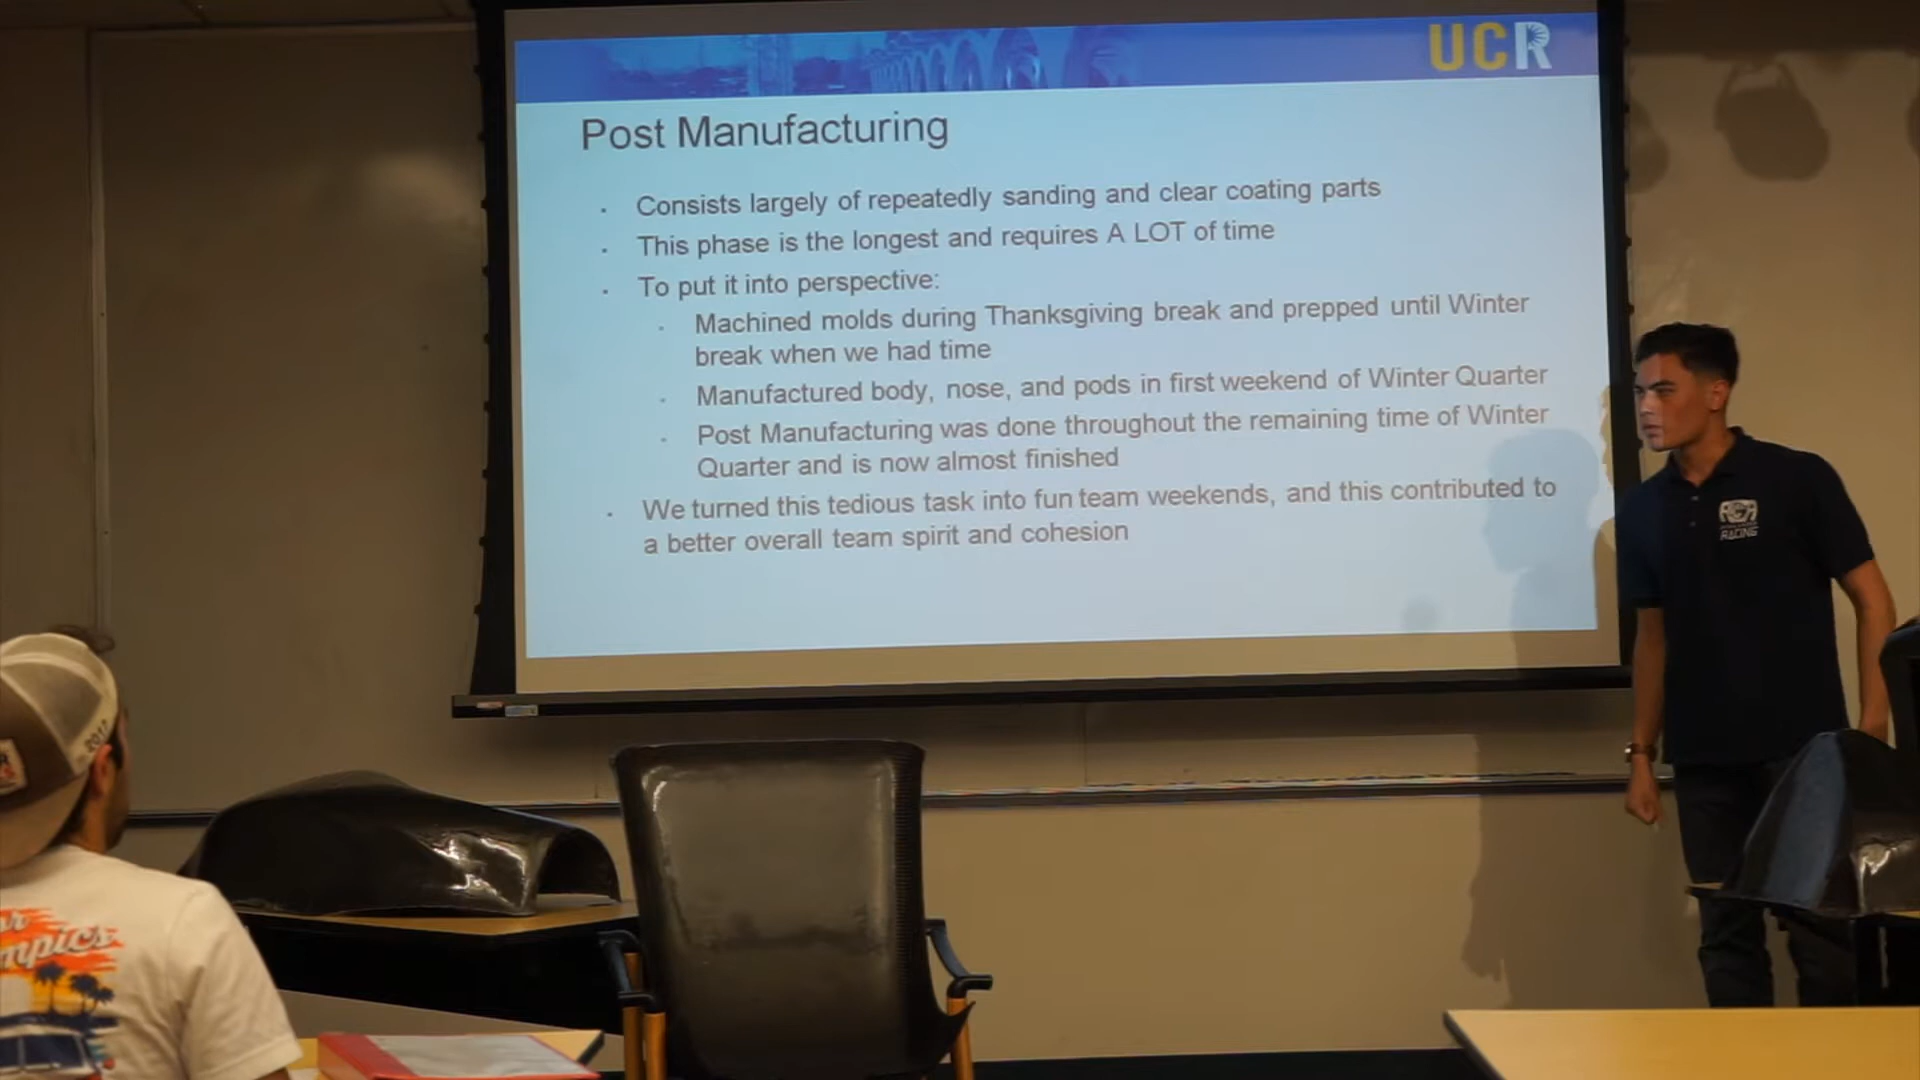 UCR
Post Manufacturing
Consists largely of repeatedly sanding and clear coating parts
This phase is the longest and requires A LOT of time
To put it into perspective:
Machined molds during Thanksgiving break and prepped until Winter
break when we had time
Manufactured body, nose, and pods in first weekend of Winter Quarter
Post Manufacturing was done throughout the remaining time of Winter
Quarter and is now almost finished
We turned this tedious task into fun team weekends, and this contributed to
a better overall team spirit and cohesion
RACING
2017
mpics